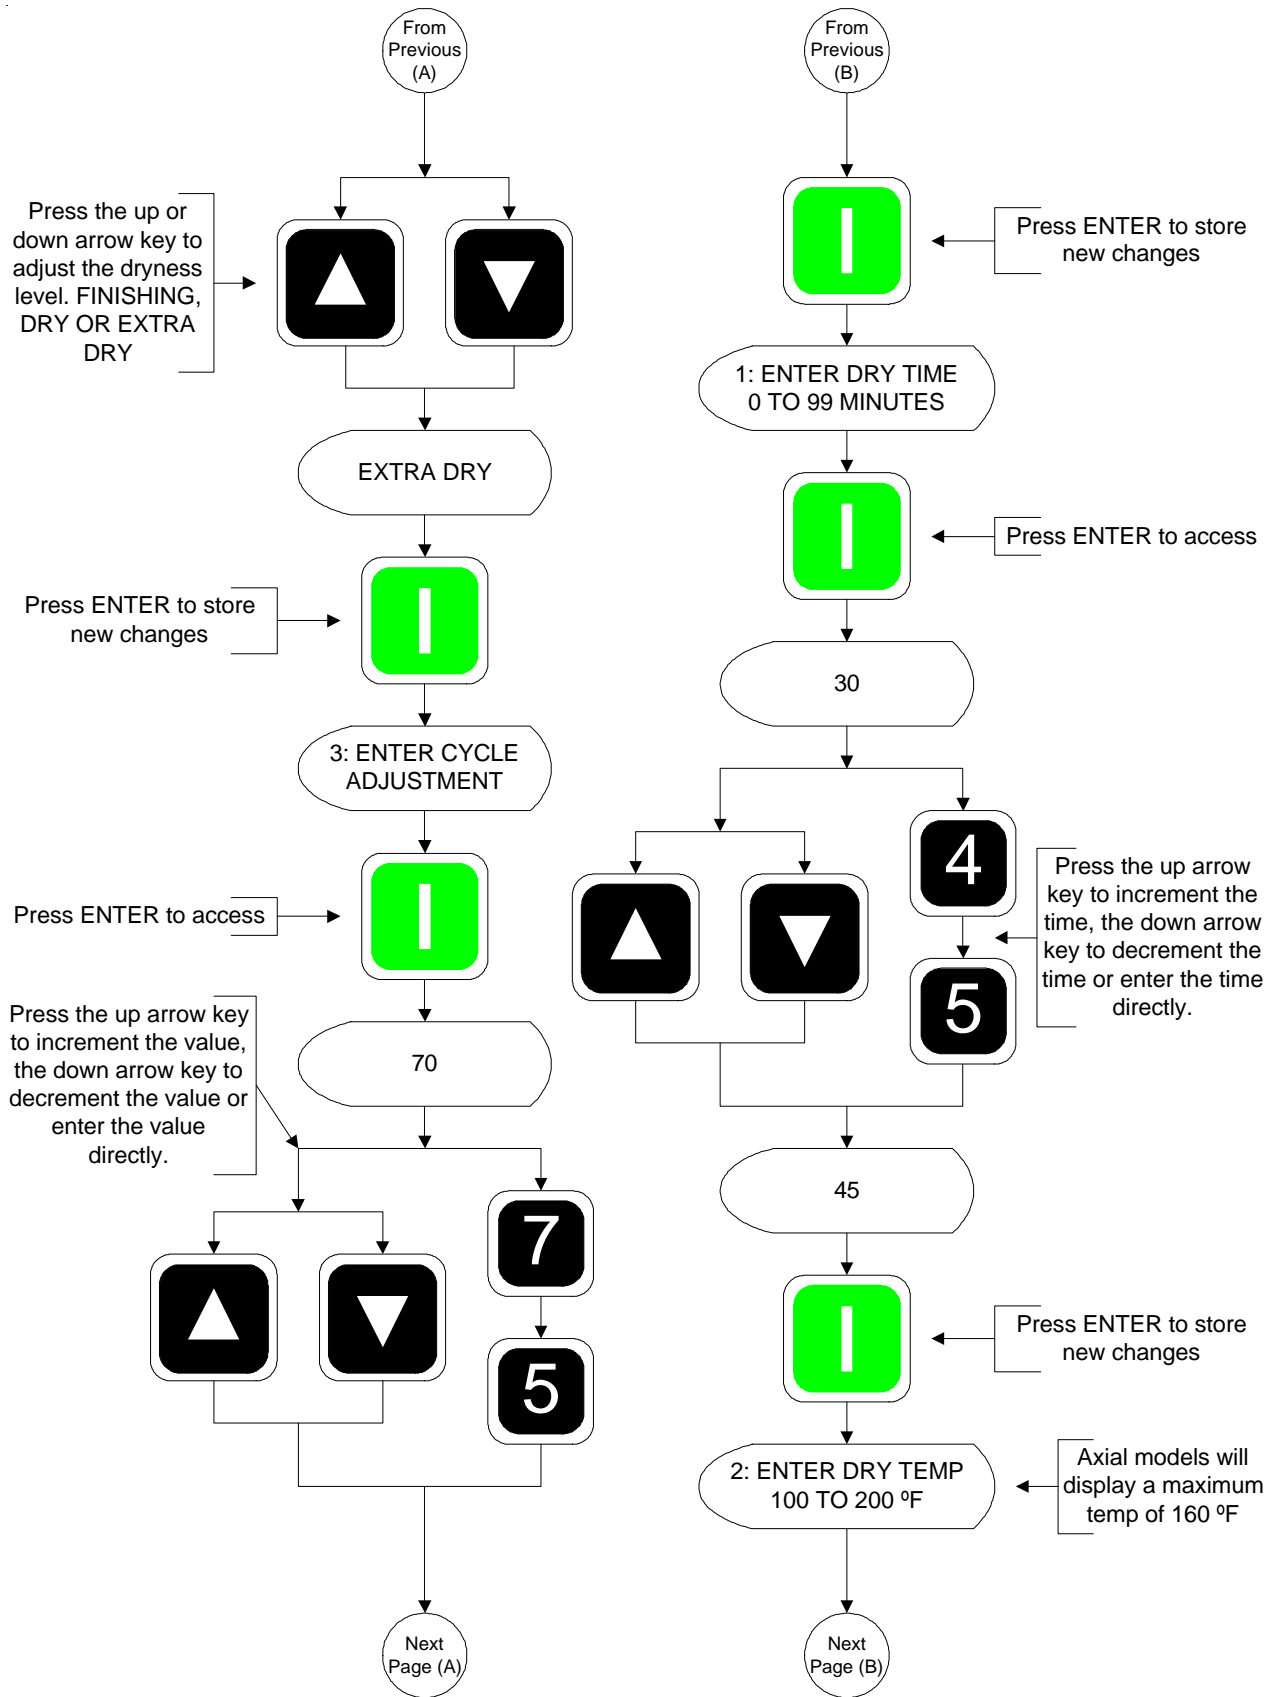 From
Previous
(A)
Press the up or
down arrow key to
adjust the dryness
level. FINISHING,
DRY OR EXTRA
DRY
EXTRA DRY
Press ENTER to store
new changes
3: ENTER CYCLE
ADJUSTMENT
Press ENTER to access
70
Press the up arrow key
to increment the value,
the down arrow key to
decrement the value or
enter the value
directly.
7
5
Next
Page (A)
From
Previous
(B)
Press ENTER to store
new changes
1: ENTER DRY TIME
0 TO 99 MINUTES
Press ENTER to access
30
4
5
Press the up arrow
key to increment the
time, the down arrow
key to decrement the
time or enter the time
directly.
45
Press ENTER to store
new changes
2: ENTER DRY TEMP
100 TO 200 ºF
Axial models will
display a maximum
temp of 160 ºF
Next
Page (B)